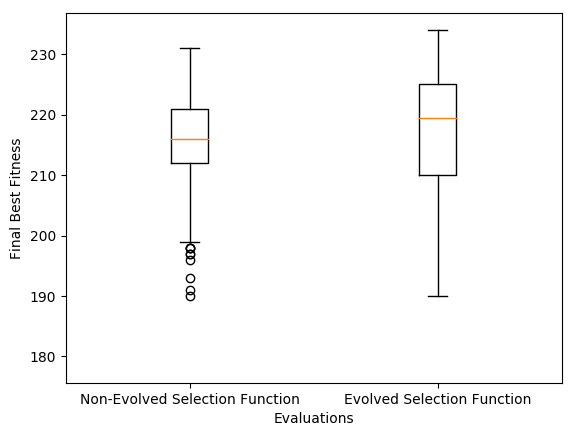 230
220
210
200
190
180
Final Best Fitness
Non-Evolved Selection Function
Evolved Selection Function
Evaluations